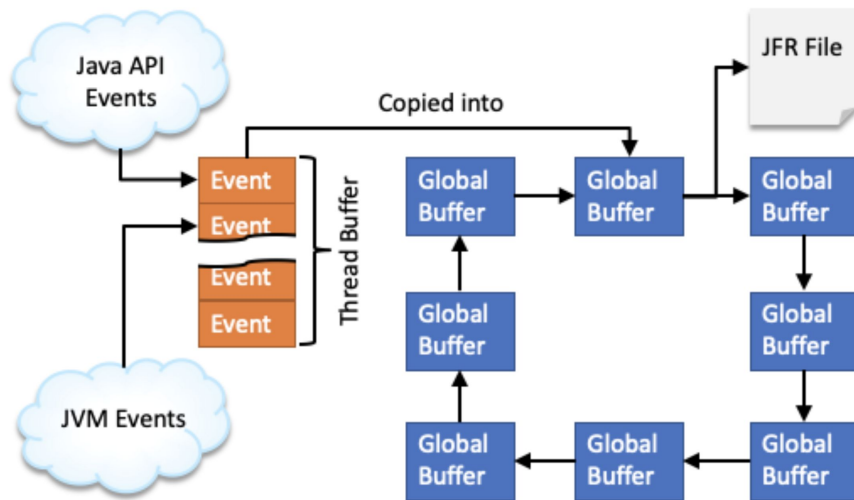 Java API
Events
JFR File
Copied into
Event
Event
Event
Event
Thread Buffer
Global
Buffer
Global
Buffer
Global
Buffer
Global
Buffer
Global
Buffer
JVM Events
Global
Buffer
Global
Buffer
Global
Buffer